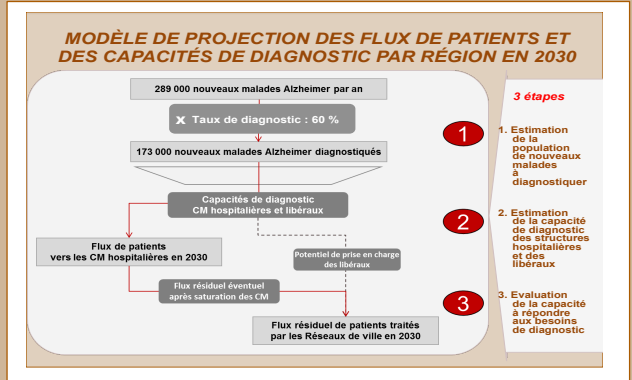 MODÈLE DE PROJECTION DES FLUX DE PATIENTS ET
DES CAPACITÉS DE DIAGNOSTIC PAR RÉGION EN 2030
289 000 nouveaux malades Alzheimer par an
x Taux de diagnostic : 60 %
173 000 nouveaux malades Alzheimer diagnostiqués
Capacités de diagnostic
CM hospitalières et libéraux
Flux de patients
vers les CM hospitalières en 2030
Potentiel de prise en charge
des libéraux
Flux résiduel éventuel
après saturation des CM
Flux résiduel de patients traités
par les Réseaux de ville en 2030
3 étapes
1
1. Estimation
de la
population
de nouveaux
malades
à
diagnostiquer
2
2. Estimation
de la capacité
de diagnostic
des structures
hospitalières
et des
libéraux
3
3. Evaluation
de la capacité
à répondre
aux besoins
de diagnostic